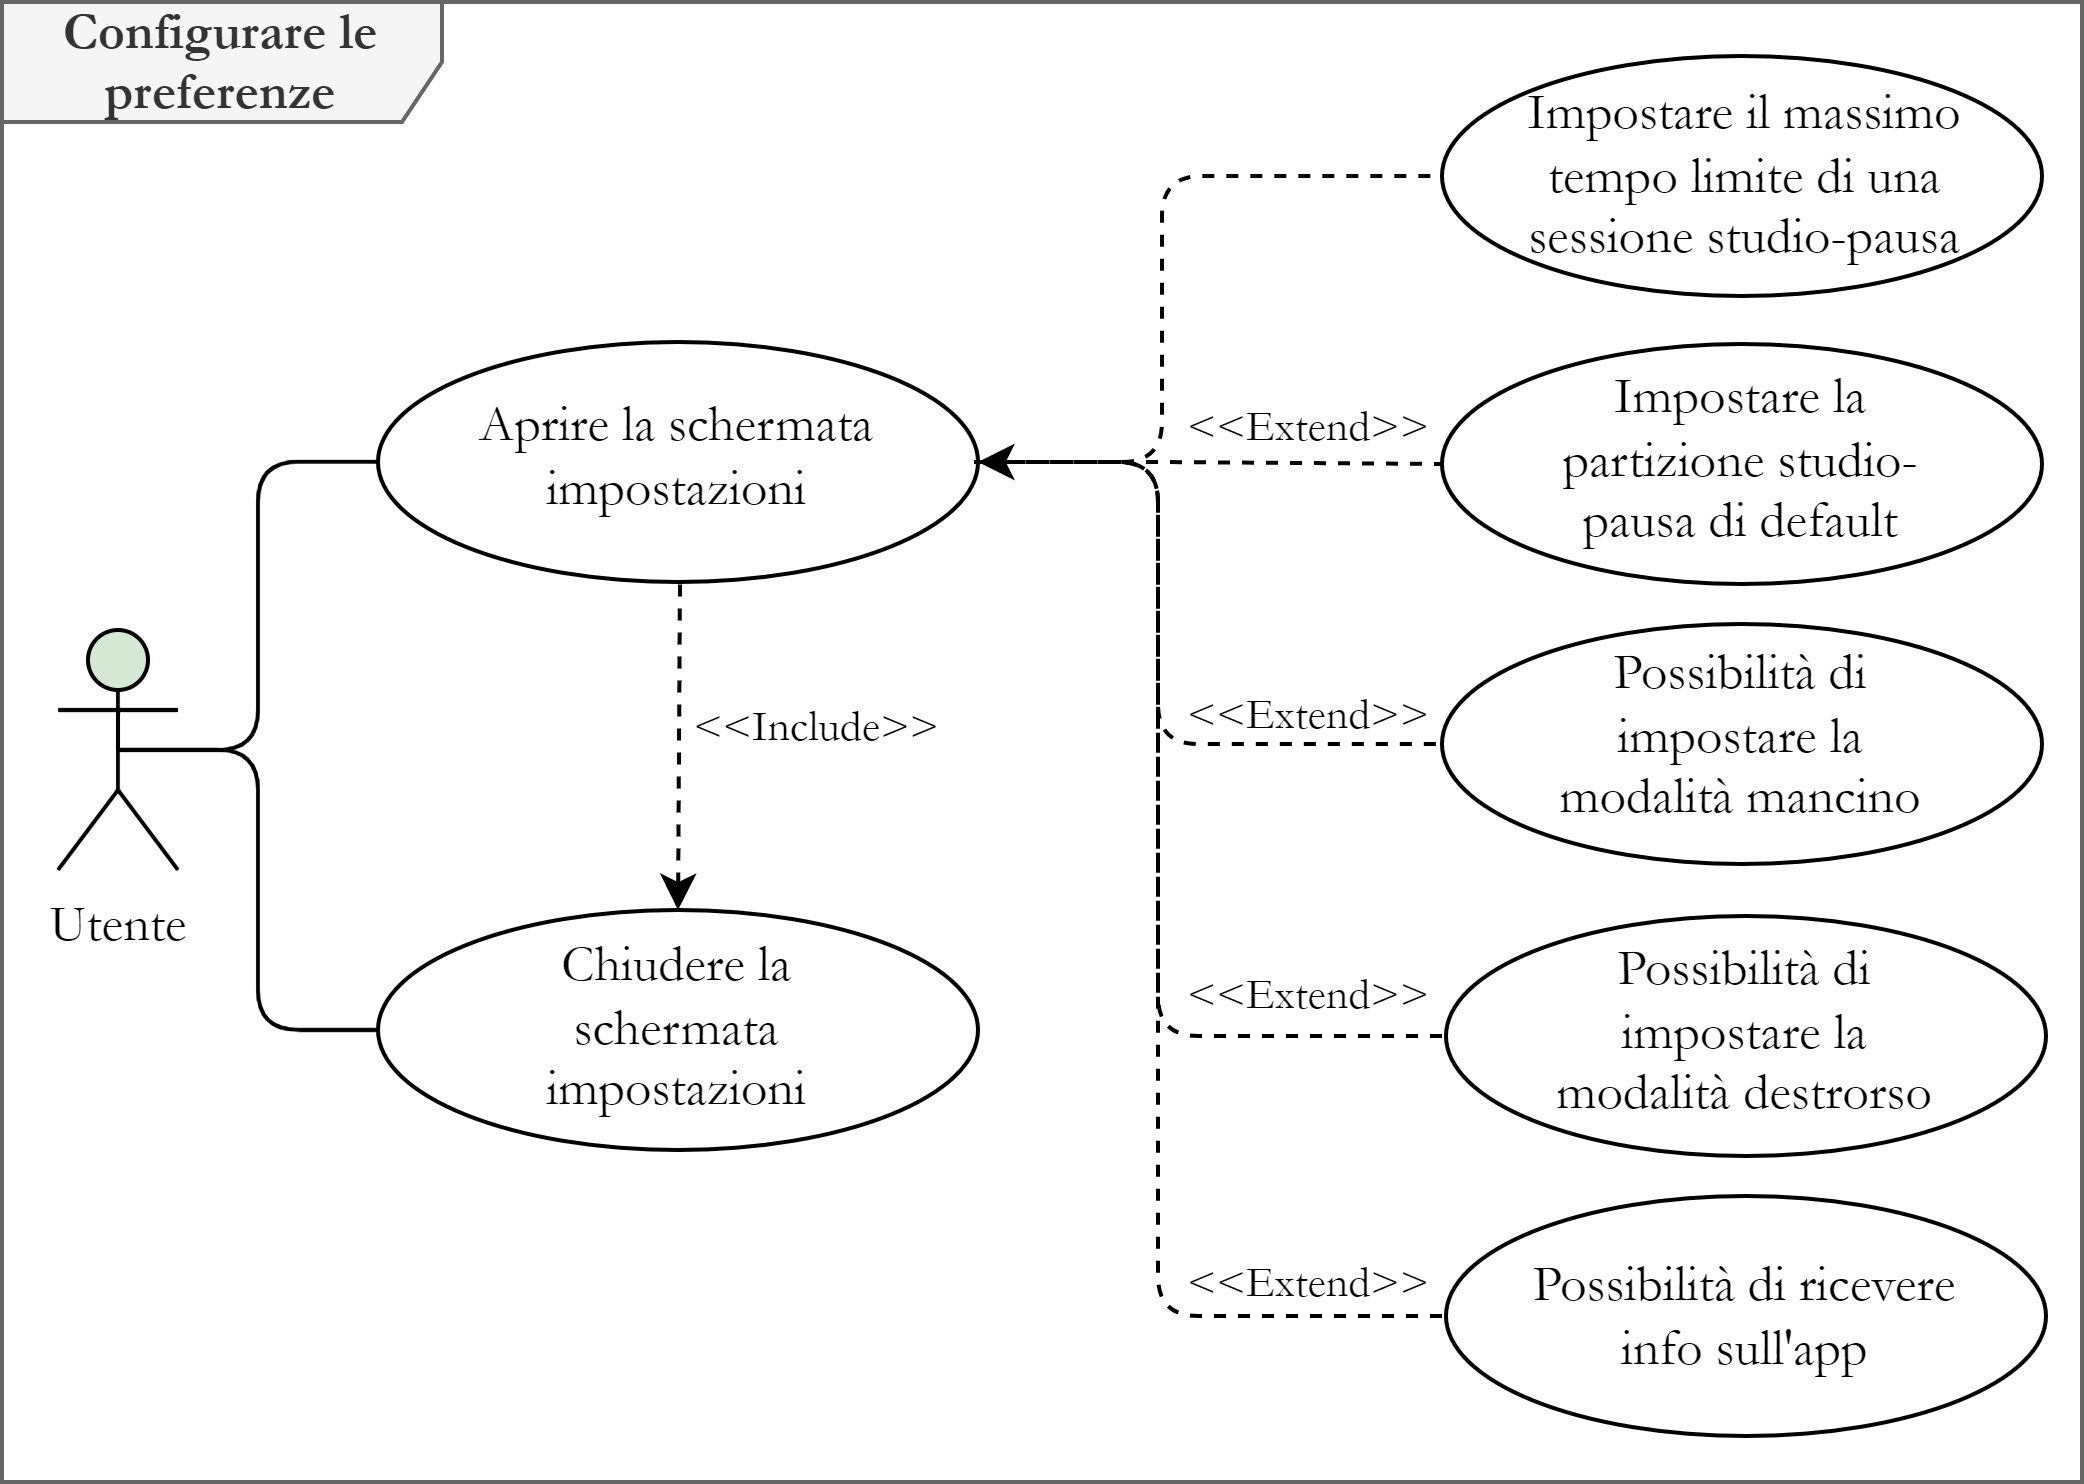 Configurare le
preferenze
Impostare il massimo
tempo limite di una
sessione studio-pausa
Aprire la schermata
impostazioni
<<Extend>>
Impostare la
partizione studio-
pausa di default
<<Include>>
<<Extend>>
Possibilità di
impostare la
modalità mancino
Utente
Chiudere la
schermata
impostazioni
<<Extend>>
Possibilità di
impostare la
modalità destrorso
<<Extend>>
Possibilità di ricevere
info sull'app